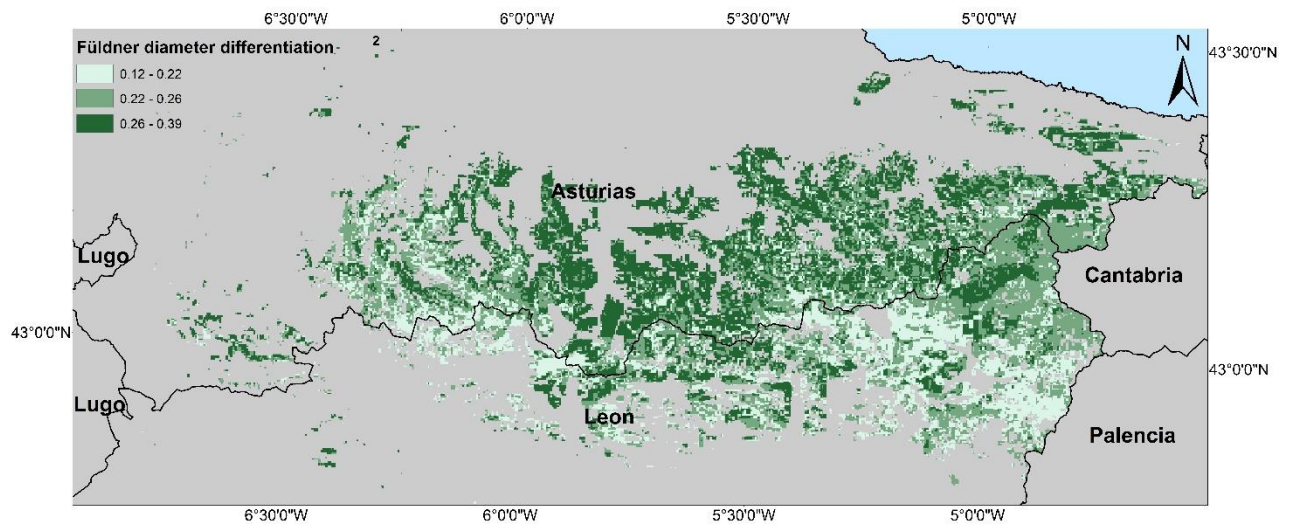 6°30'0"W 6°0'0"W 5°30'0"W 5°0'0"W
Füldner diameter differentiation
2
0.12 - 0.22
0.22 - 0.26
0.26 - 0.39
N
43°30'0"N
Asturias
Lugo
Cantabria
43°0'0"N
43°0'0"N
Lugo
Leon
Palencia
6°30'0"W 6°0'0"W 5°30'0"W 5°0'0"W